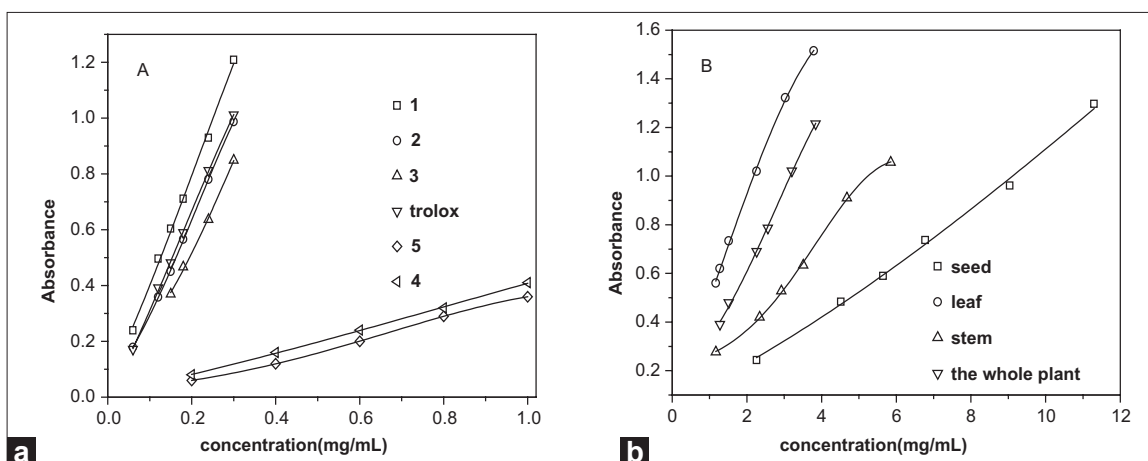 A
1
2
3
trolox
5
4
Absorbance
1.2
1.0
0.8
0.6
0.4
0.2
0.0
0.0
0.2
0.4
0.6
0.8
1.0
concentration(mg/mL)
a
B
seed
leaf
stem
the whole plant
Absorbance
1.6
1.4
1.2
1.0
0.8
0.6
0.4
0.2
0
2
4
6
8
10
12
concentration(mg/mL)
b